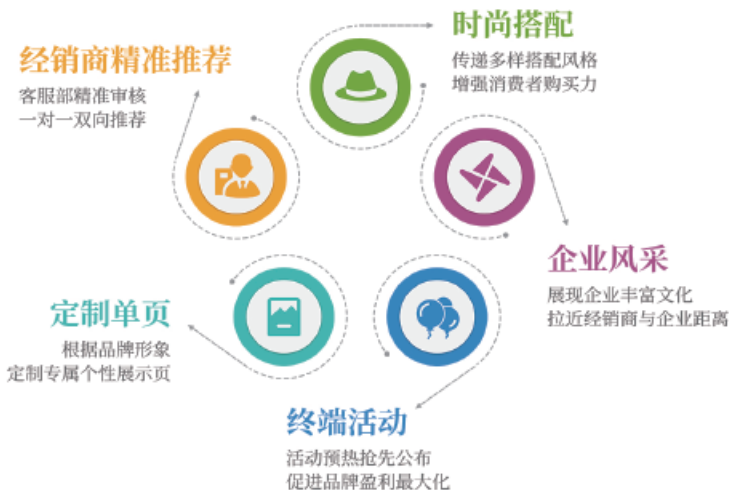 时尚搭配
传递多样搭配风格
增强消费者购买力
经销商精准推荐
客服部精准审核
一对一双向推荐
企业风采
展现企业丰富文化
拉近经销商与企业距离
定制单页
根据品牌形象
定制专属个性展示页
终端活动
活动预热抢先公布
促进品牌盈利最大化